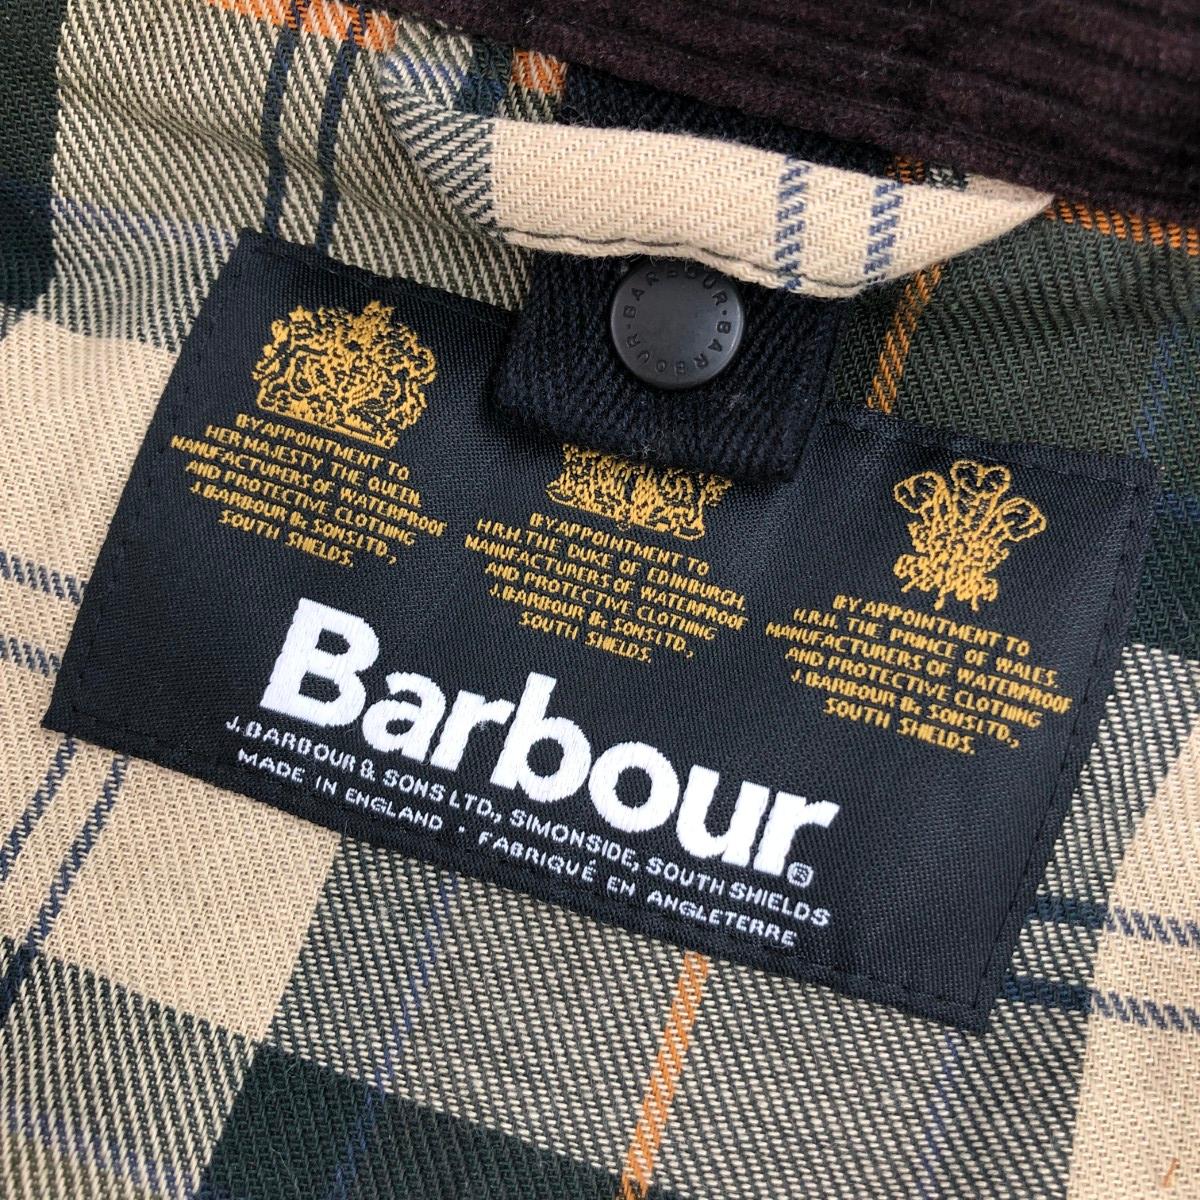 BARBOUR · BARBOUR ·
BY APPOINTMENT TO
HER MAJESTY THE QUEEN
MANUFACTURERS OF WATERPROOF
AND PROTECTIVE CLOTHING
J.BARBOUR & SONS LTD.,
SOUTH SHIELDS.
BY APPOINTMENT TO
H.R.H. THE DUKE OF EDINBURGH.
MANUFACTURERS OF WATERPROOF
AND PROTECTIVE CLOTHING
J.BARBOUR & SONS LTD.,
SOUTH SHIELDS.
BY APPOINTMENT TO
H.R.H. THE PRINCE OF WALES.
MANUFACTURERS OF WATERPROOF
AND PROTECTIVE CLOTHING
J.BARBOUR & SONS LTD.,
SOUTH SHIELDS.
Barbour®
J.BARBOUR & SONS LTD., SIMONSIDE, SOUTH SHIELDS
MADE IN ENGLAND · FABRIQUÉ EN ANGLETERRE